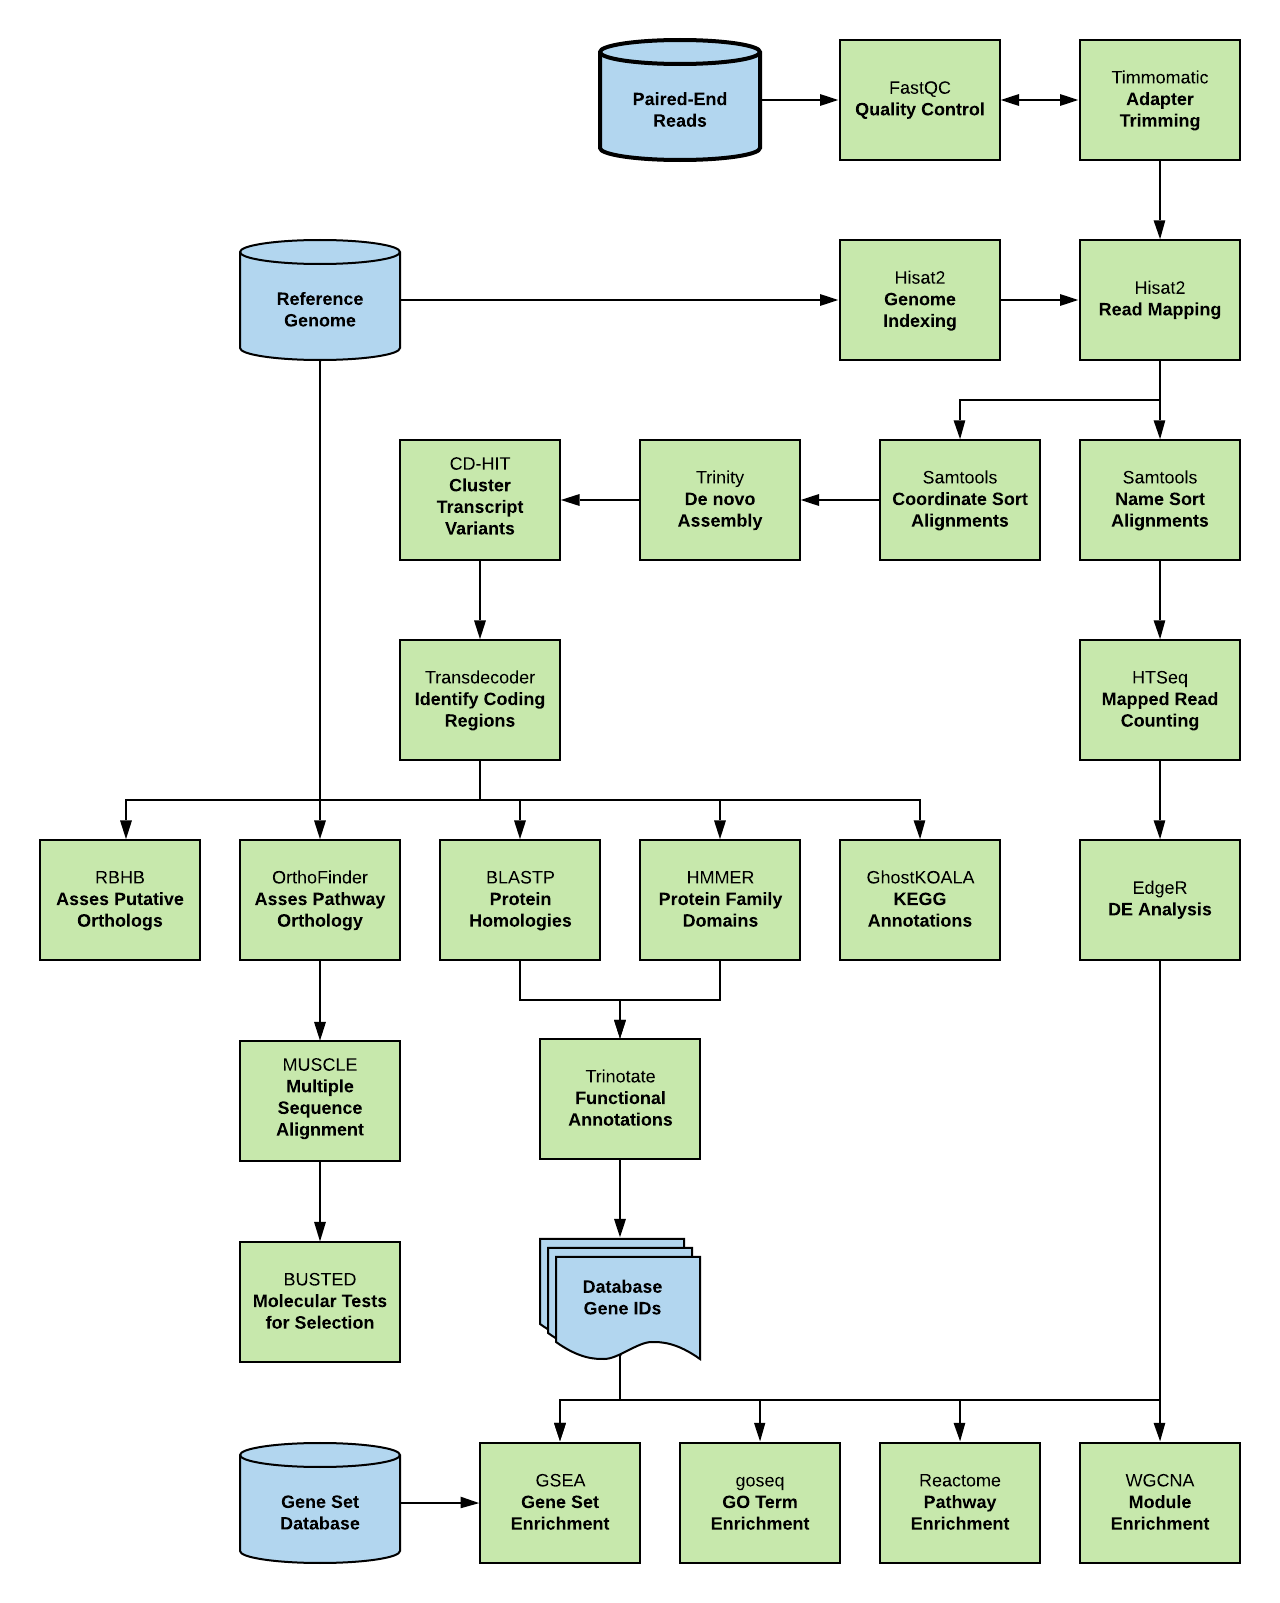 Paired-End
Reads
FastQC
Quality Control
Timmomatic
Adapter
Trimming
Reference
Genome
Hisat2
Genome
Indexing
Hisat2
Read Mapping
CD-HIT
Cluster
Transcript
Variants
Trinity
De novo
Assembly
Samtools
Coordinate Sort
Alignments
Samtools
Name Sort
Alignments
Transdecoder
Identify Coding
Regions
HTSeq
Mapped Read
Counting
RBHB
Asses Putative
Orthologs
OrthoFinder
Asses Pathway
Orthology
BLASTP
Protein
Homologies
HMMER
Protein Family
Domains
GhostKOALA
KEGG
Annotations
EdgeR
DE Analysis
MUSCLE
Multiple
Sequence
Alignment
Trinotate
Functional
Annotations
BUSTED
Molecular Tests
for Selection
Database
Gene IDs
Gene Set
Database
GSEA
Gene Set
Enrichment
goseq
GO Term
Enrichment
Reactome
Pathway
Enrichment
WGCNA
Module
Enrichment